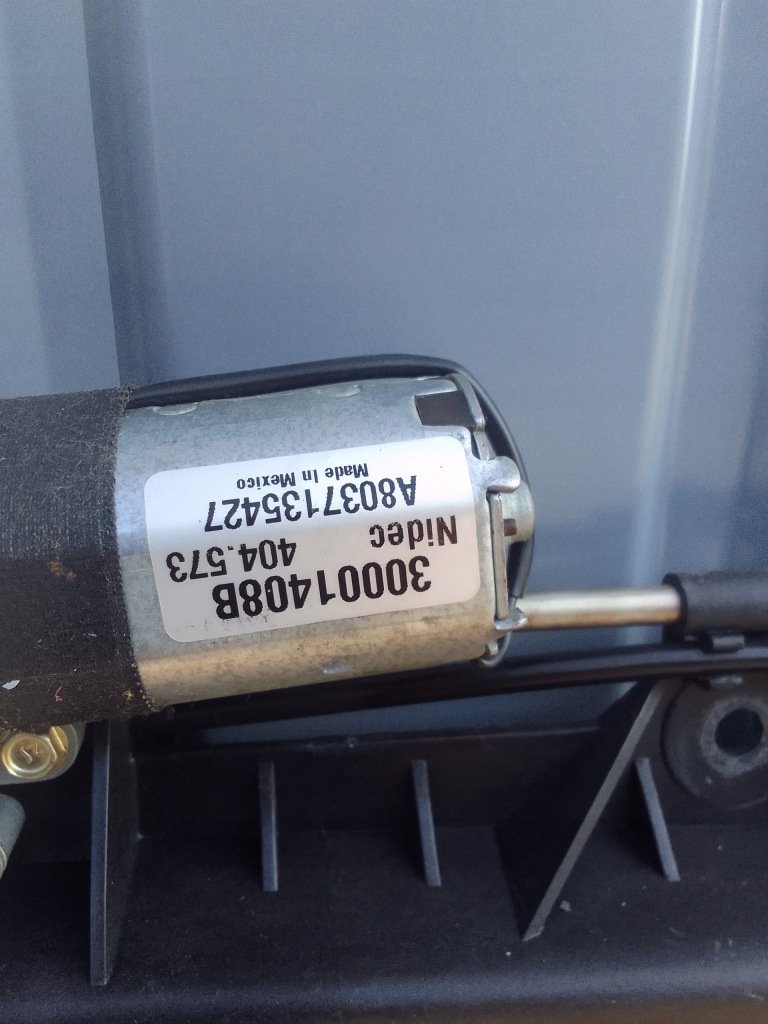 30001408B
Nidec 404.573
A8037135427
Made In Mexico